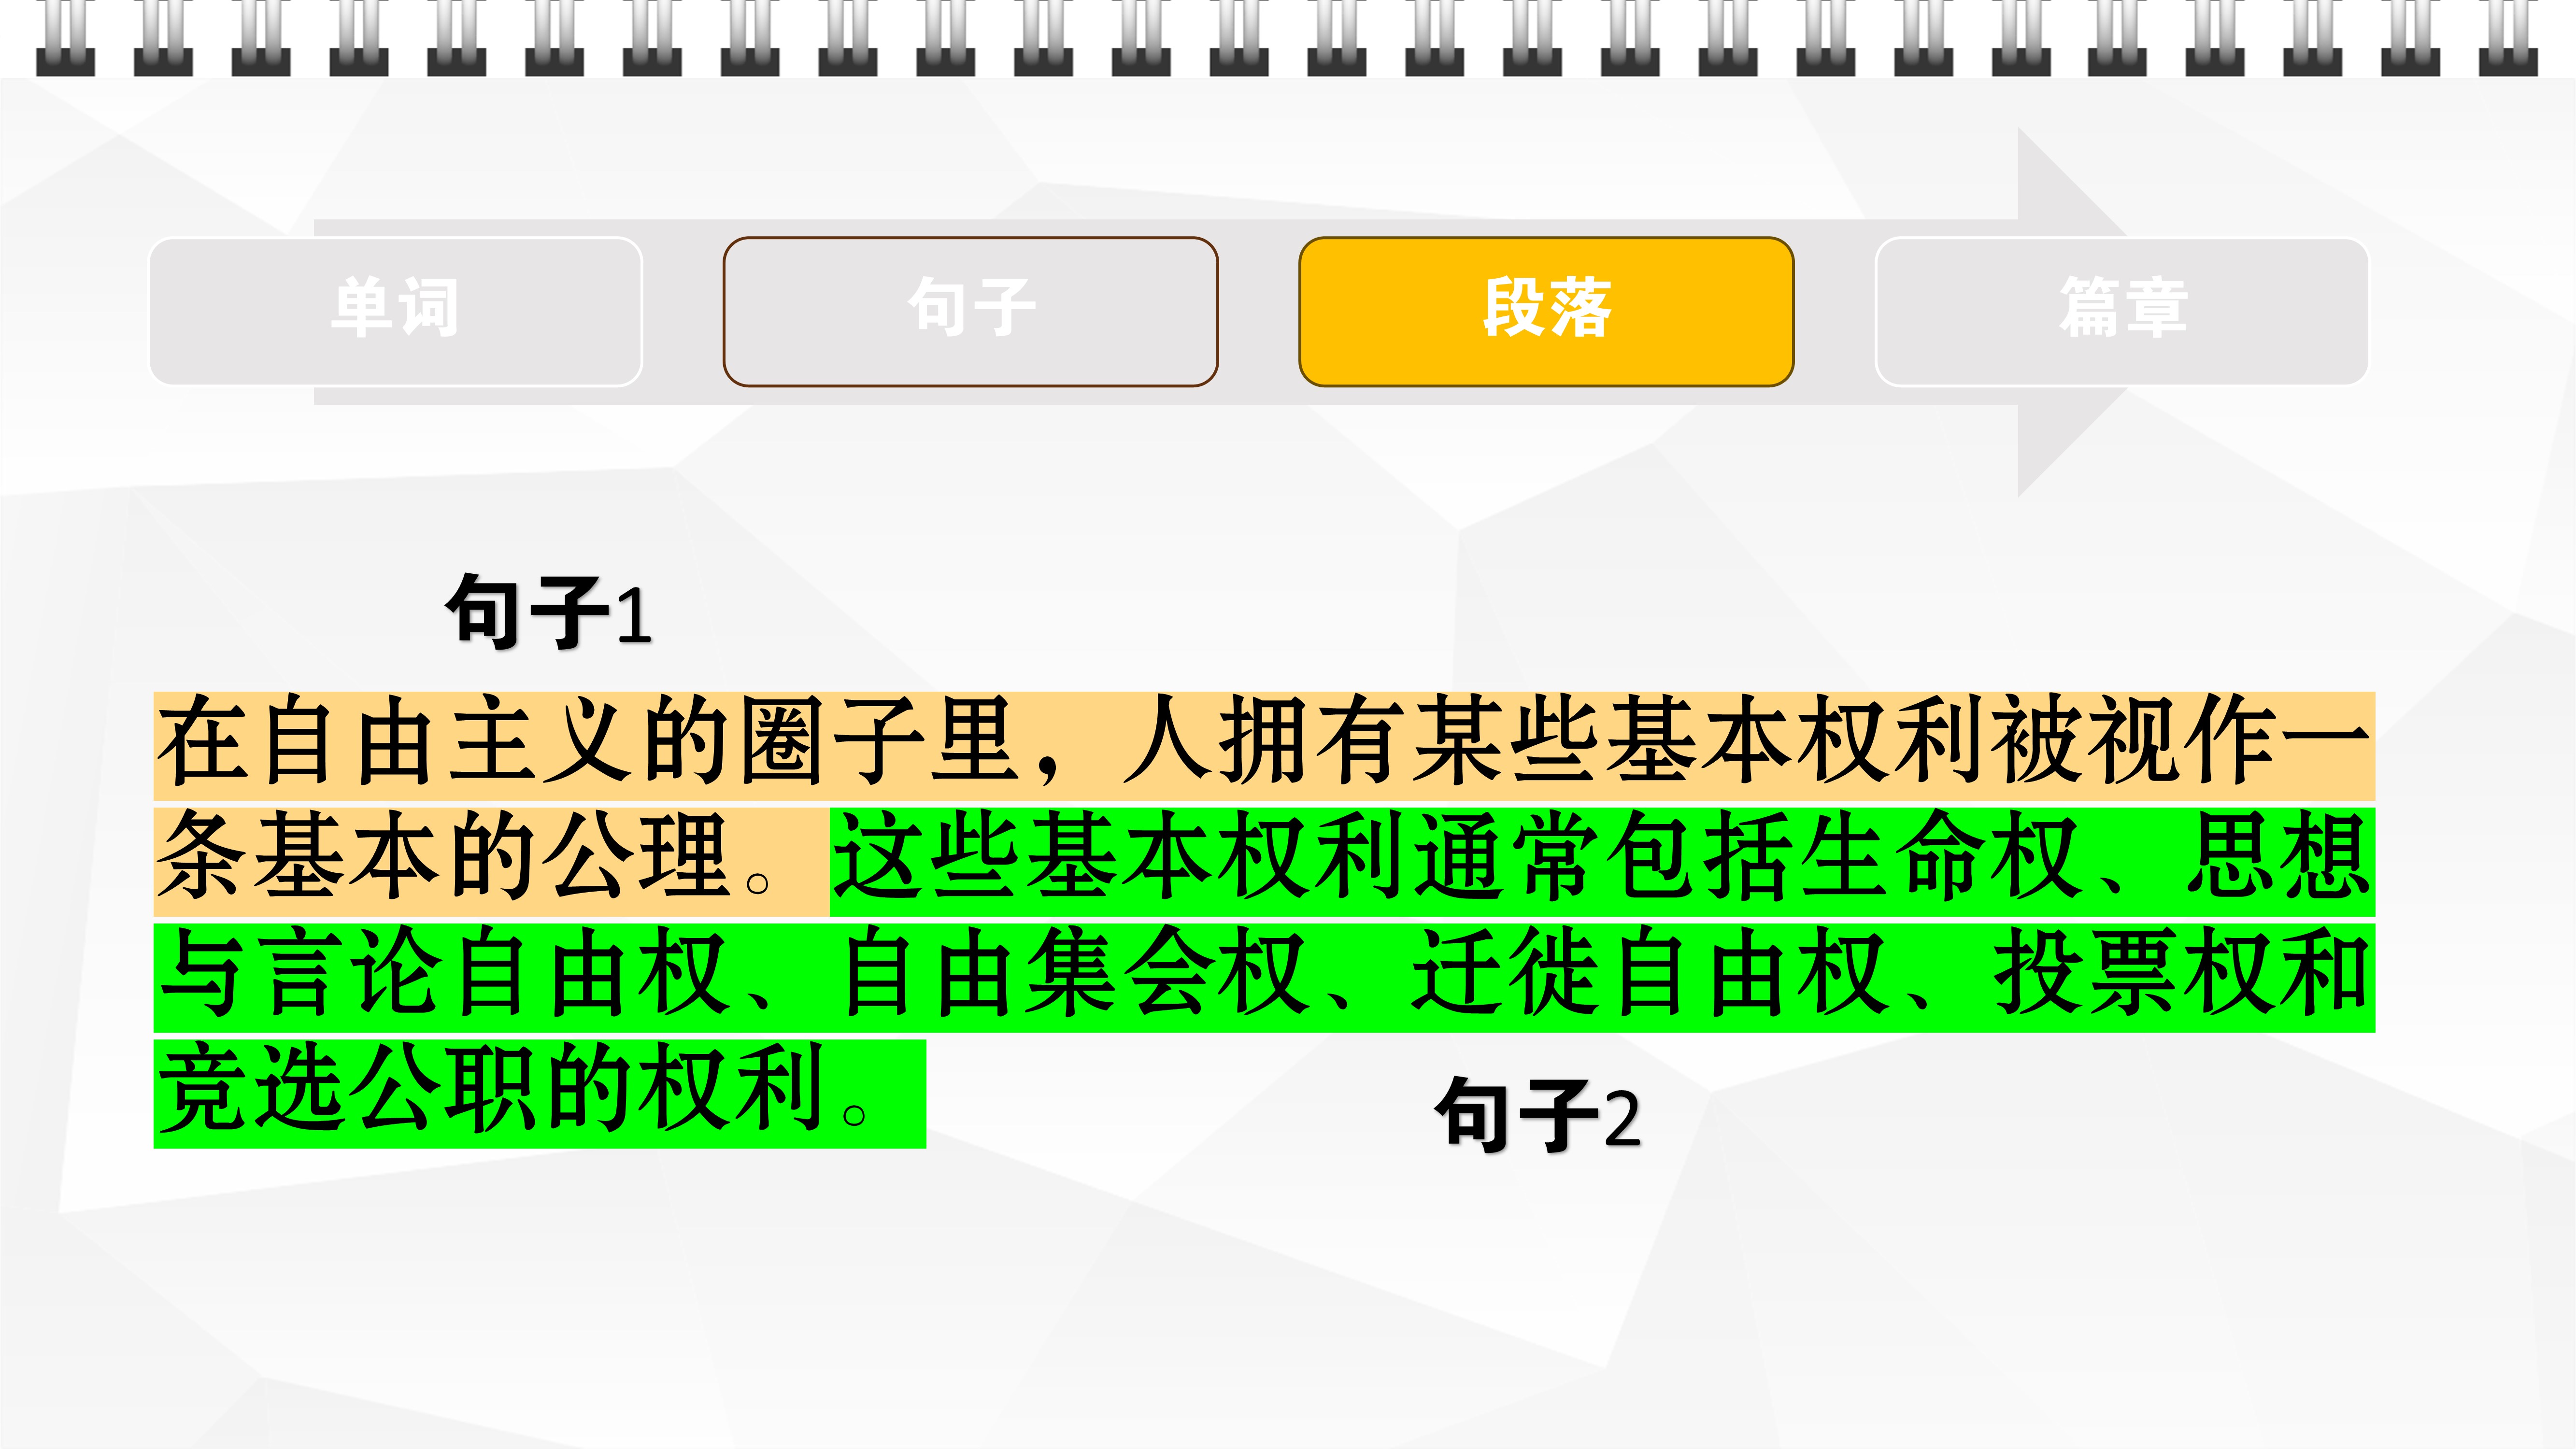 单词
句子
段落
篇章
句子1
在自由主义的圈子里，人拥有某些基本权利被视作一
条基本的公理。这些基本权利通常包括生命权、思想
与言论自由权、自由集会权、迁徙自由权、投票权和
竞选公职的权利。
句子2